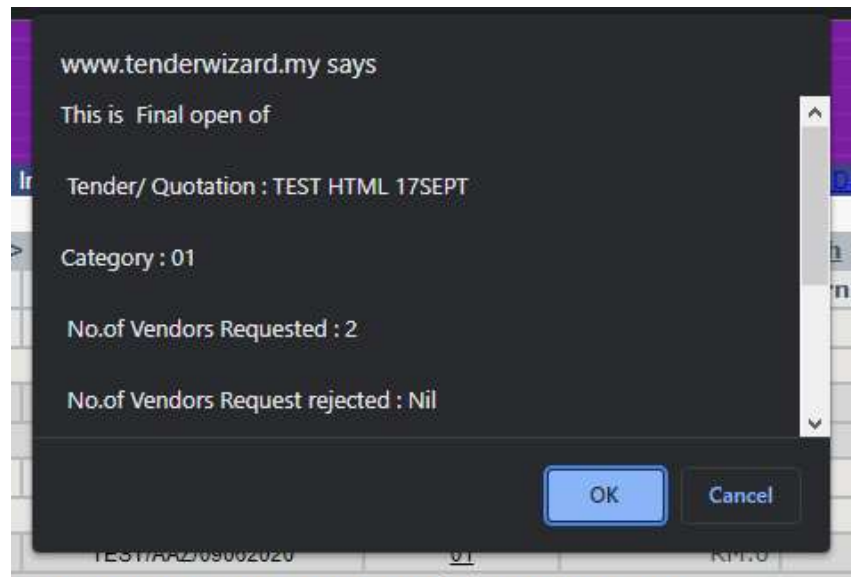 www.tenderwizard.my says
This is Final open of
Tender/ Quotation : TEST HTML 17SEPT
Category : 01
No.of Vendors Requested : 2
No.of Vendors Request rejected : Nil
OK Cancel
01